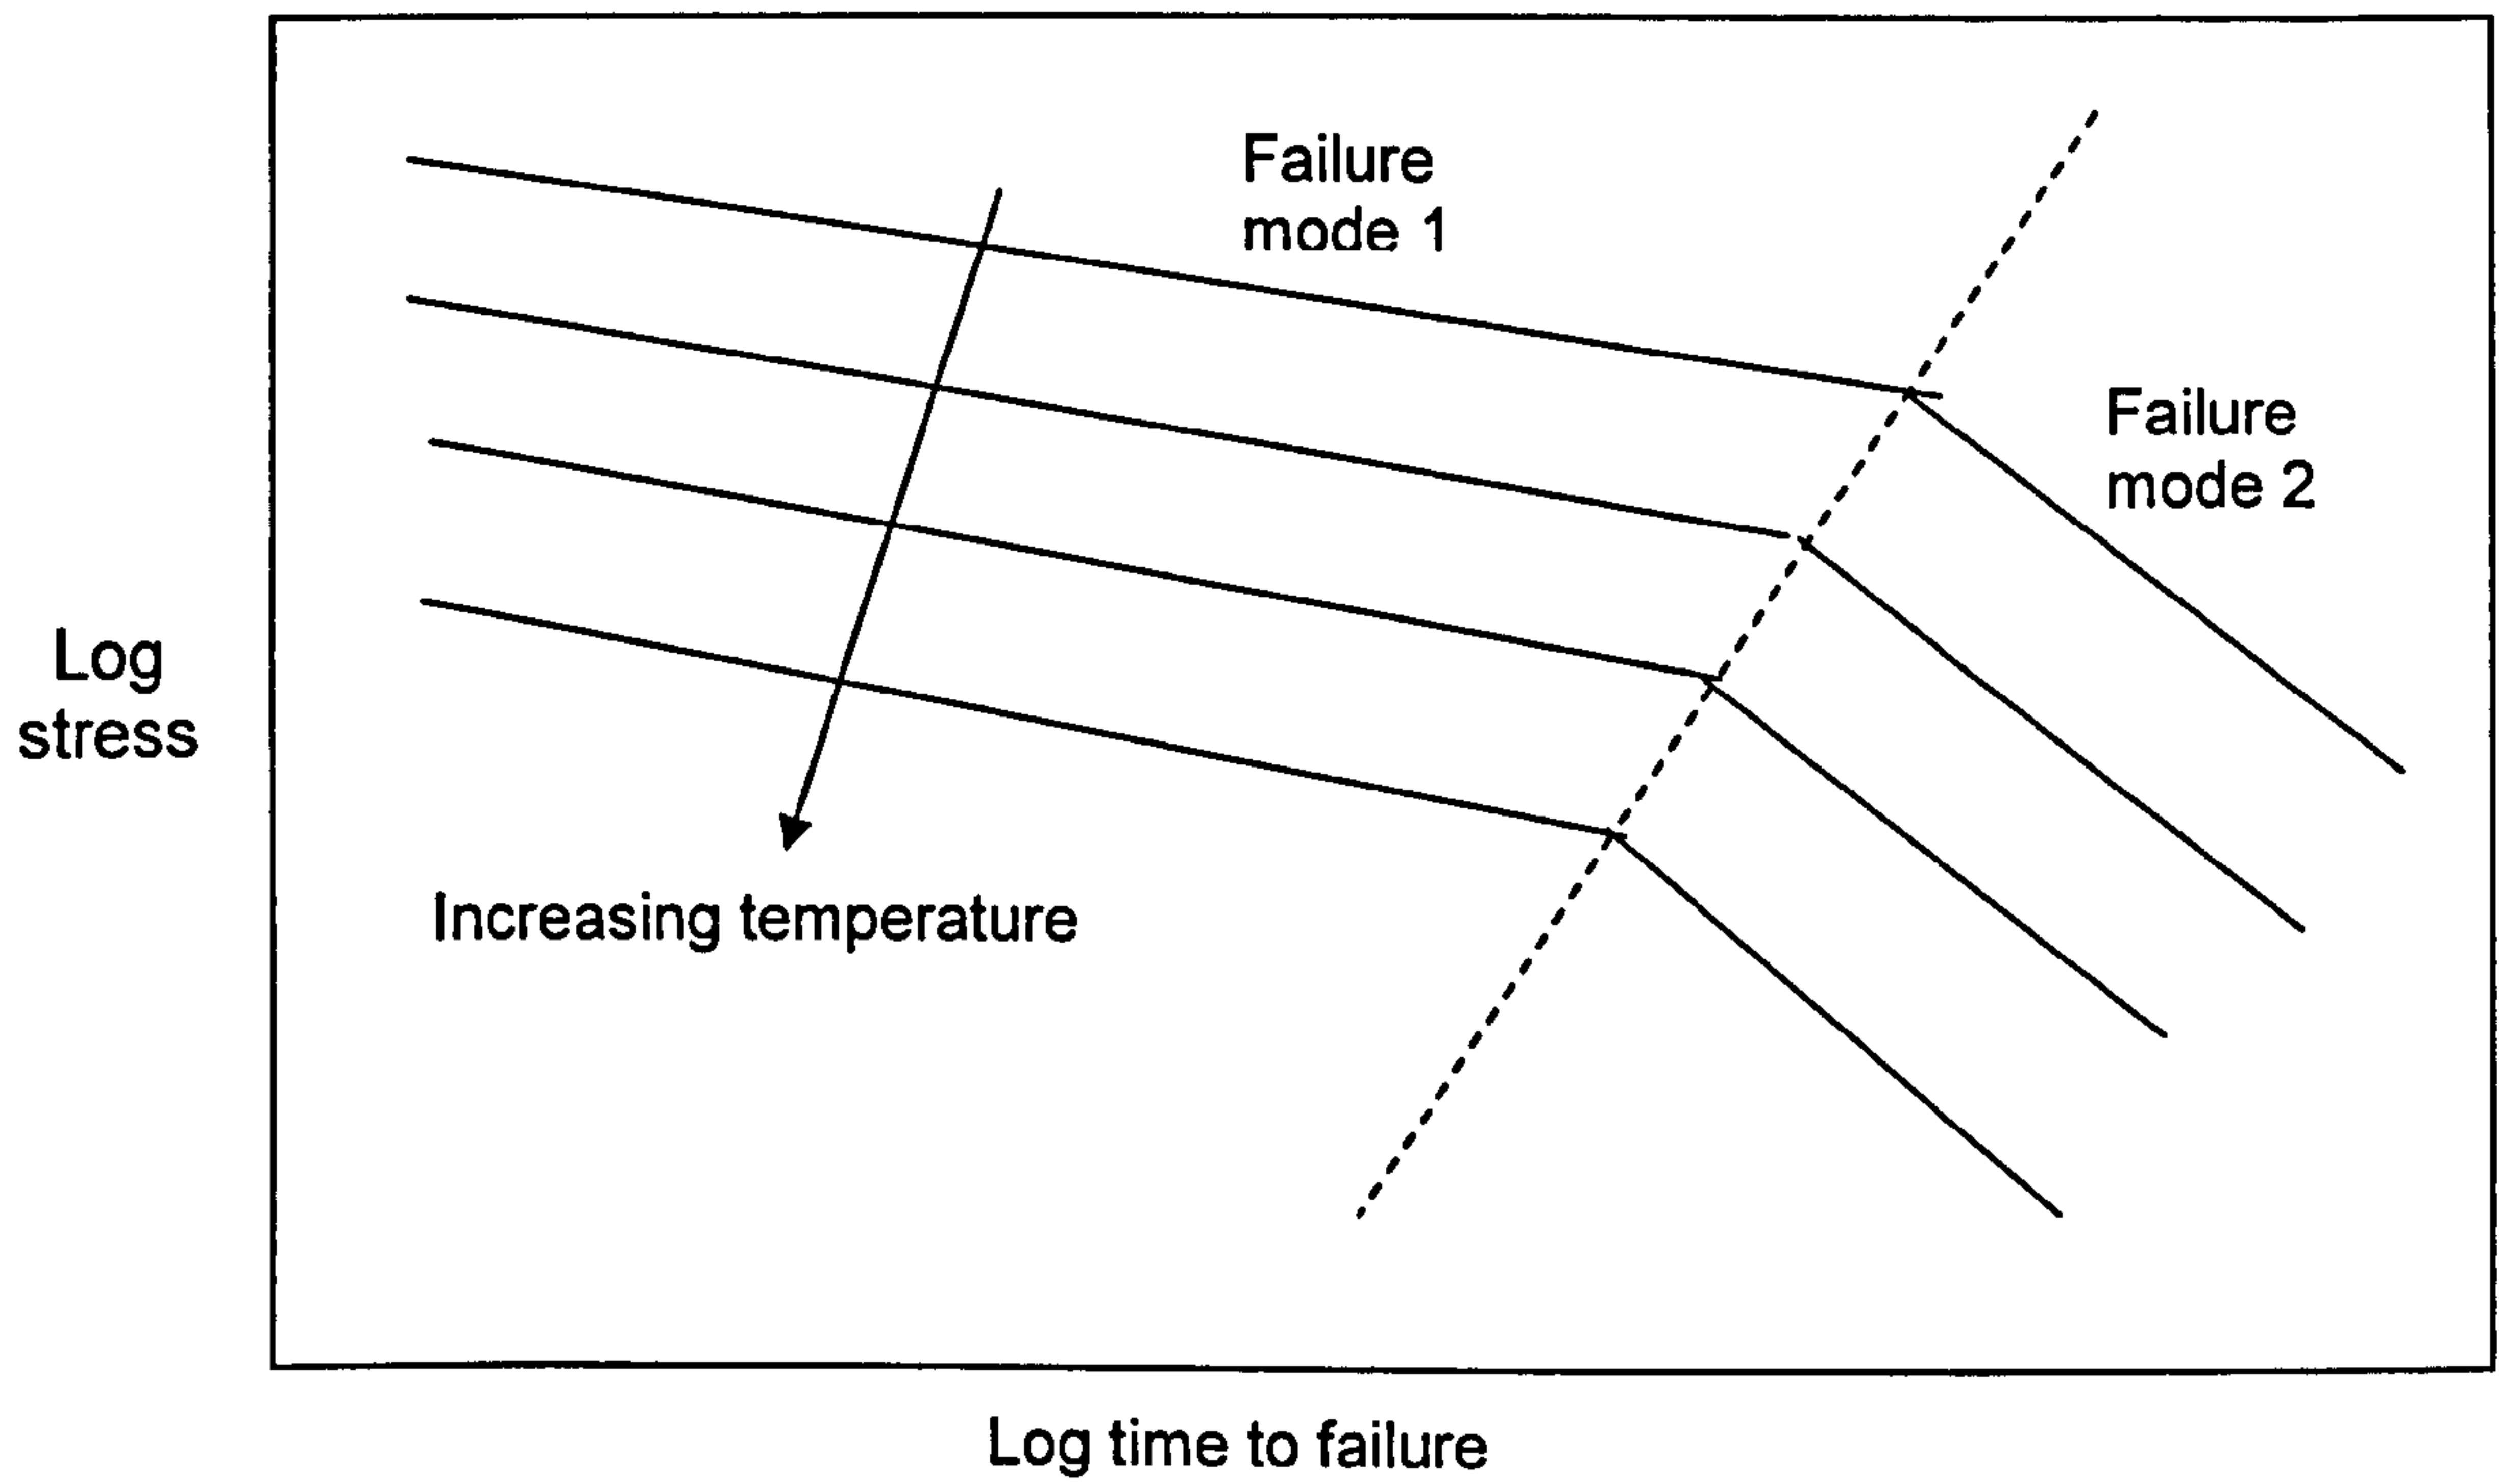 Failure
mode 1
Failure
mode 2
Log
stress
Increasing temperature
Log time to failure